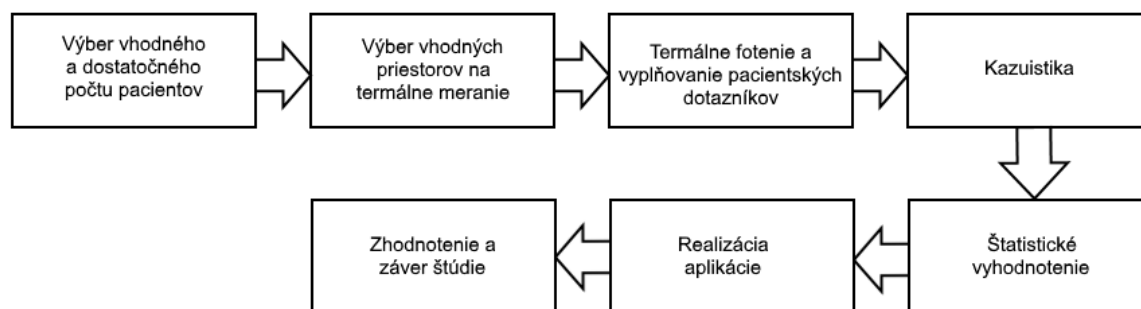 Výber vhodného
a dostatočného
počtu pacientov
Výber vhodných
priestorov na
termálne meranie
Termálne fotenie a
vyplňovanie pacientských
dotazníkov
Kazuistika
Štatistické
vyhodnotenie
Realizácia
aplikácie
Zhodnotenie a
záver štúdie